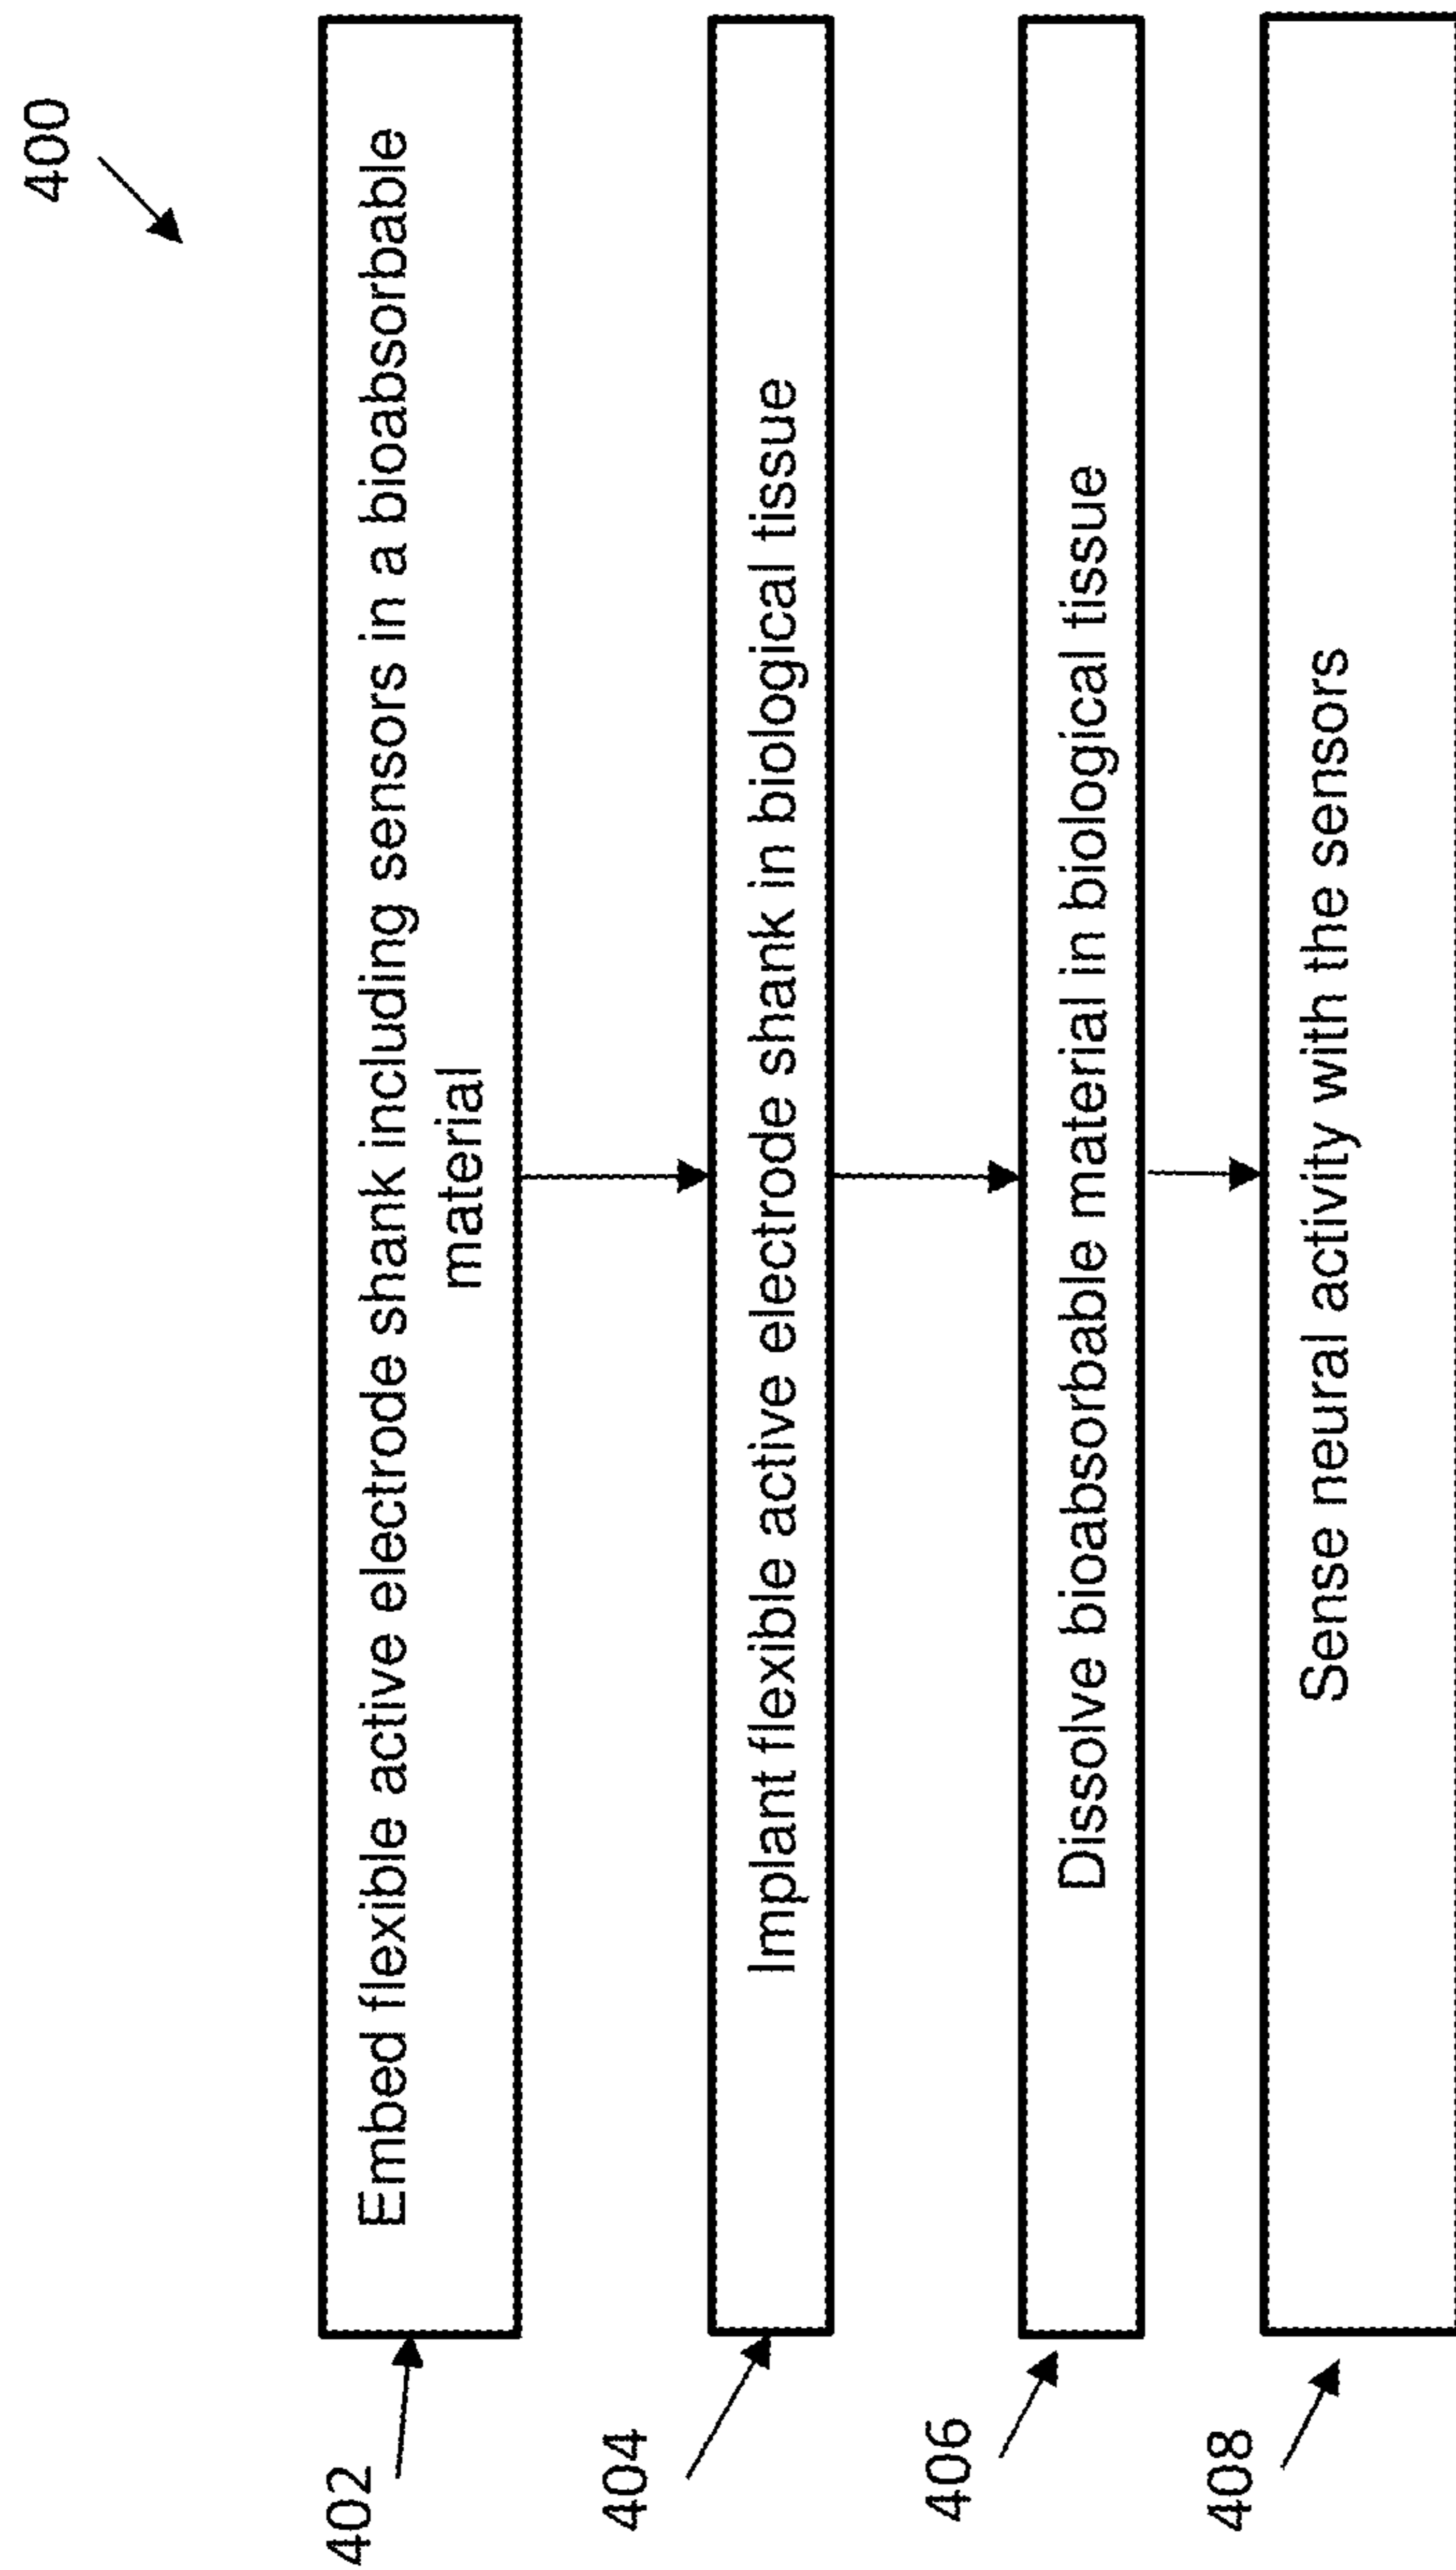 400
402
Embed flexible active electrode shank including sensors in a bioabsorbable
material
404
Implant flexible active electrode shank in biological tissue
406
Dissolve bioabsorbable material in biological tissue
408
Sense neural activity with the sensors